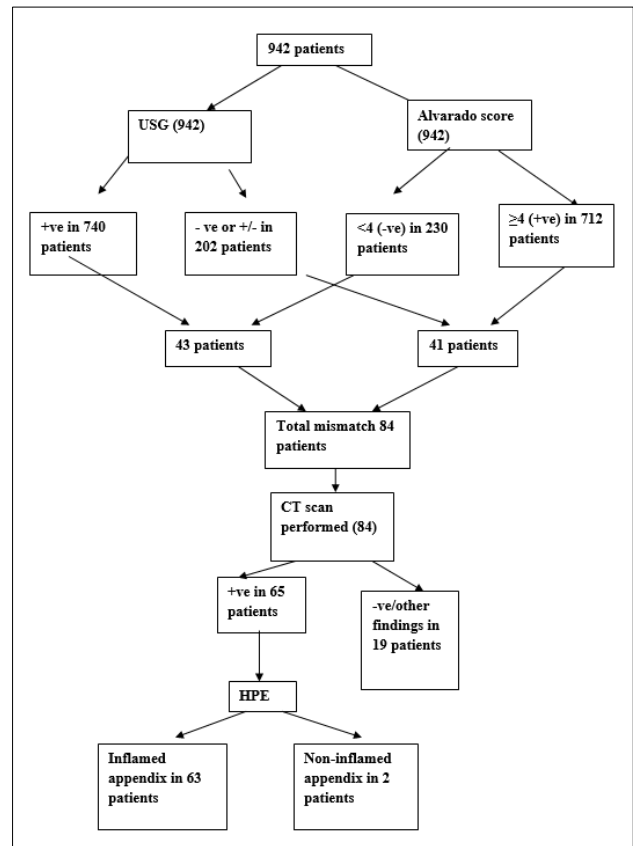 942 patients
USG (942)
Alvarado score
(942)
+ve in 740
patients
- ve or +/- in
202 patients
<4 (-ve) in 230
patients
≥4 (+ve) in 712
patients
43 patients
41 patients
Total mismatch 84
patients
CT scan
performed (84)
+ve in 65
patients
-ve/other
findings in
19 patients
HPE
Inflamed
appendix in 63
patients
Non-inflamed
appendix in 2
patients